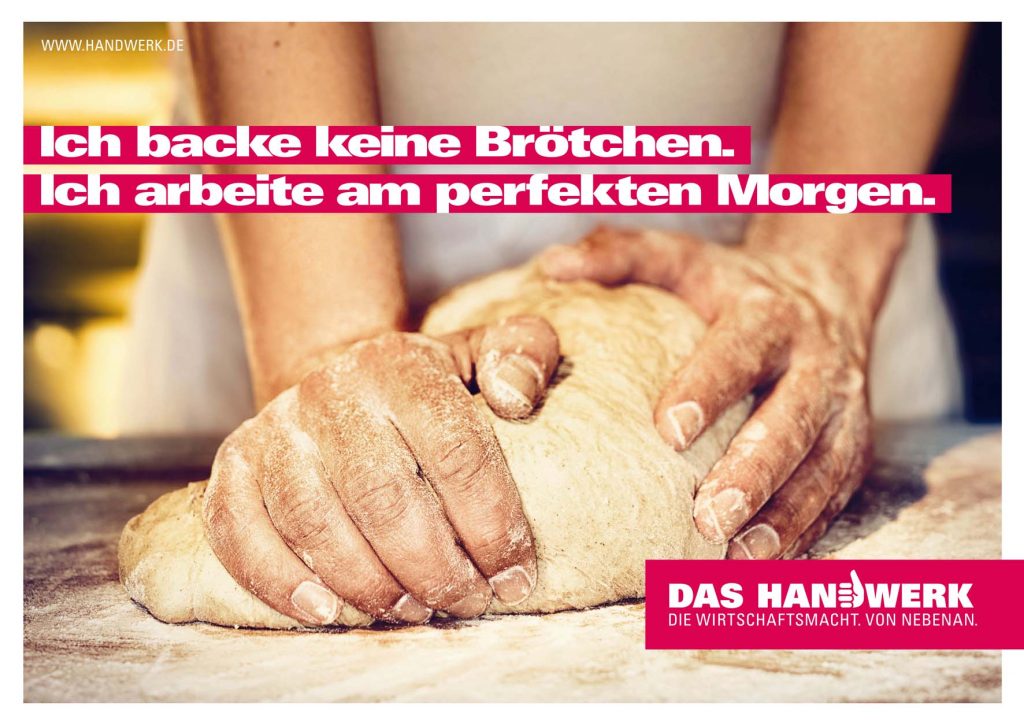 WWW.HANDWERK.DE
Ich backe keine Brötchen.
Ich arbeite am perfekten Morgen.
DAS HANDWERK
DIE WIRTSCHAFTSMACHT. VON NEBENAN.